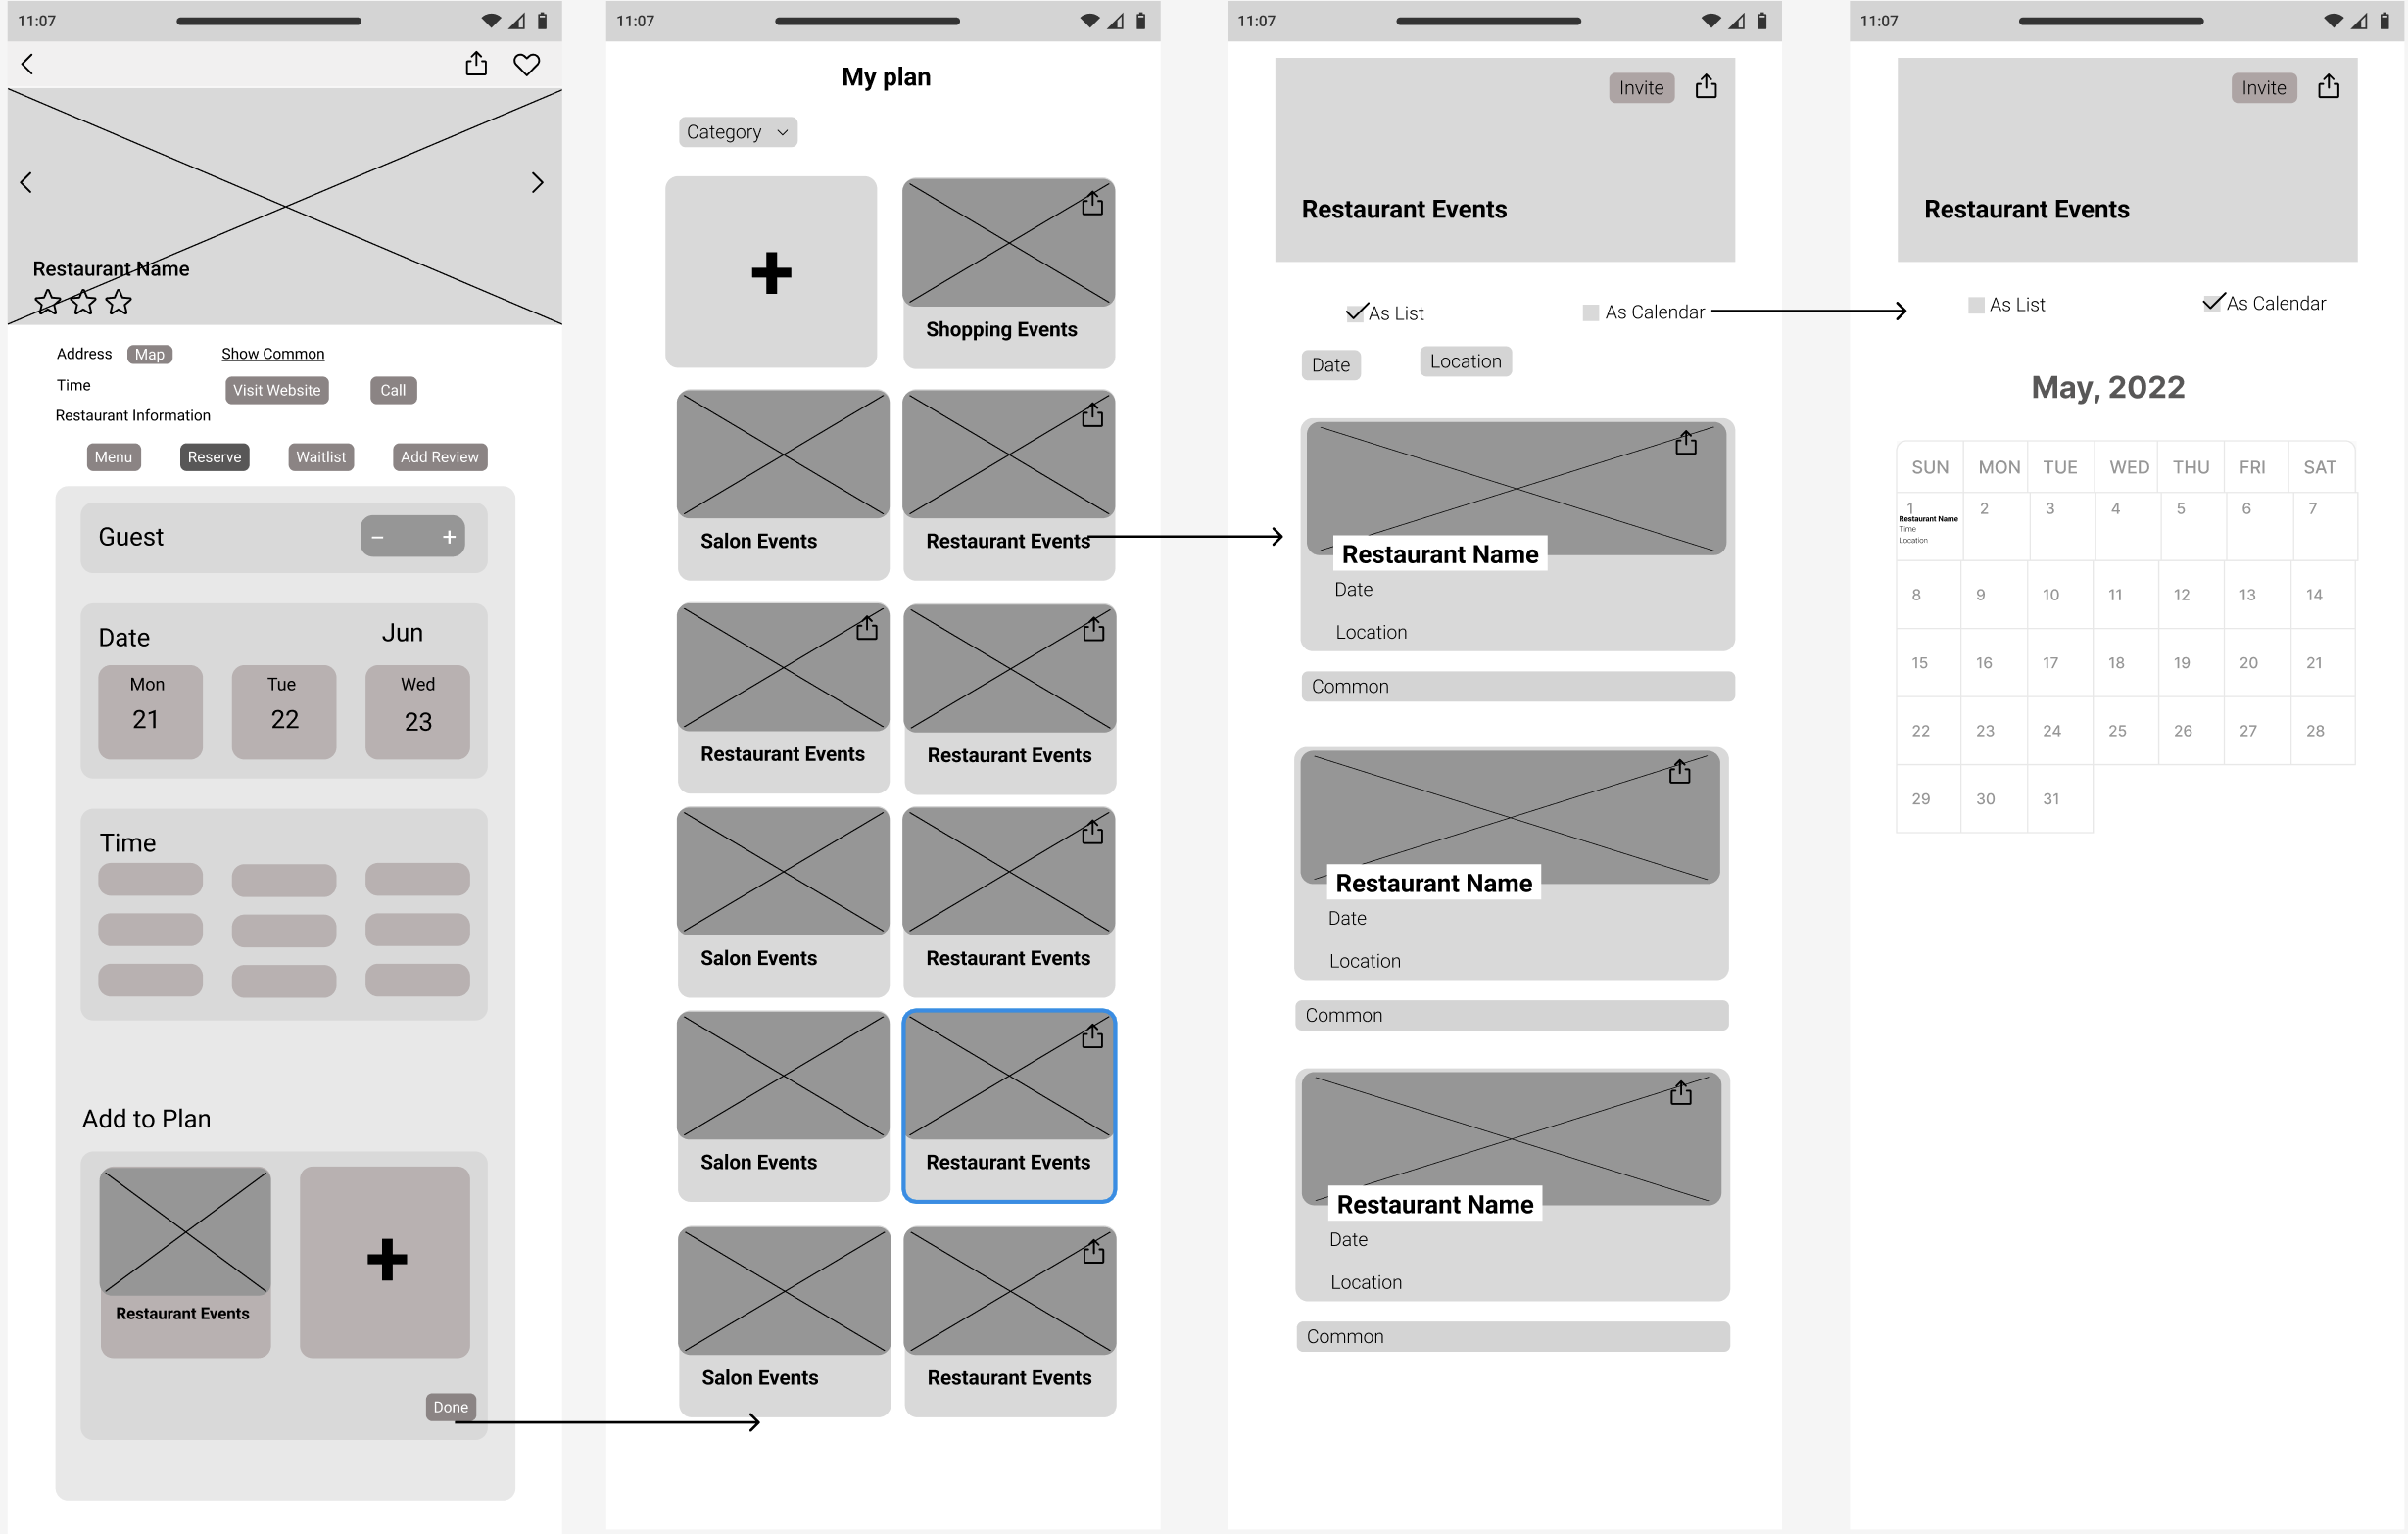 11:07
Restaurant Name
Address Map Show Common
Time Visit Website Call
Restaurant Information
Menu Reserve Waitlist Add Review
Guest − +
Date Jun
Mon Tue Wed
21 22 23
Time
Add to Plan
Restaurant Events
Done
11:07
My plan
Category
Shopping Events
Salon Events Restaurant Events
Restaurant Events Restaurant Events
Salon Events Restaurant Events
Salon Events Restaurant Events
Salon Events Restaurant Events
11:07
Invite
Restaurant Events
As List As Calendar
Date Location
Restaurant Name
Date
Location
Common
Restaurant Name
Date
Location
Common
Restaurant Name
Date
Location
Common
11:07
Invite
Restaurant Events
As List As Calendar
May, 2022
SUN MON TUE WED THU FRI SAT
1 2 3 4 5 6 7
Restaurant Name
Time
Location
8 9 10 11 12 13 14
15 16 17 18 19 20 21
22 23 24 25 26 27 28
29 30 31